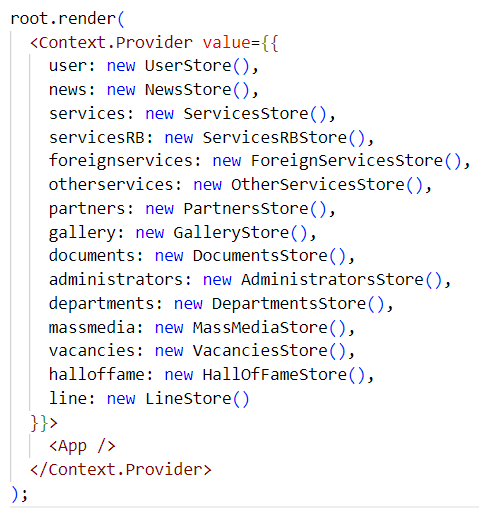 root.render(
<Context.Provider value={{
user: new UserStore(),
news: new NewsStore(),
services: new ServicesStore(),
servicesRB: new ServicesRBStore(),
foreignservices: new ForeignServicesStore(),
otherservices: new OtherServicesStore(),
partners: new PartnersStore(),
gallery: new GalleryStore(),
documents: new DocumentsStore(),
administrators: new AdministratorsStore(),
departments: new DepartmentsStore(),
massmedia: new MassMediaStore(),
vacancies: new VacanciesStore(),
halloffame: new HallOfFameStore(),
line: new LineStore()
}}>
<App />
</Context.Provider>
);